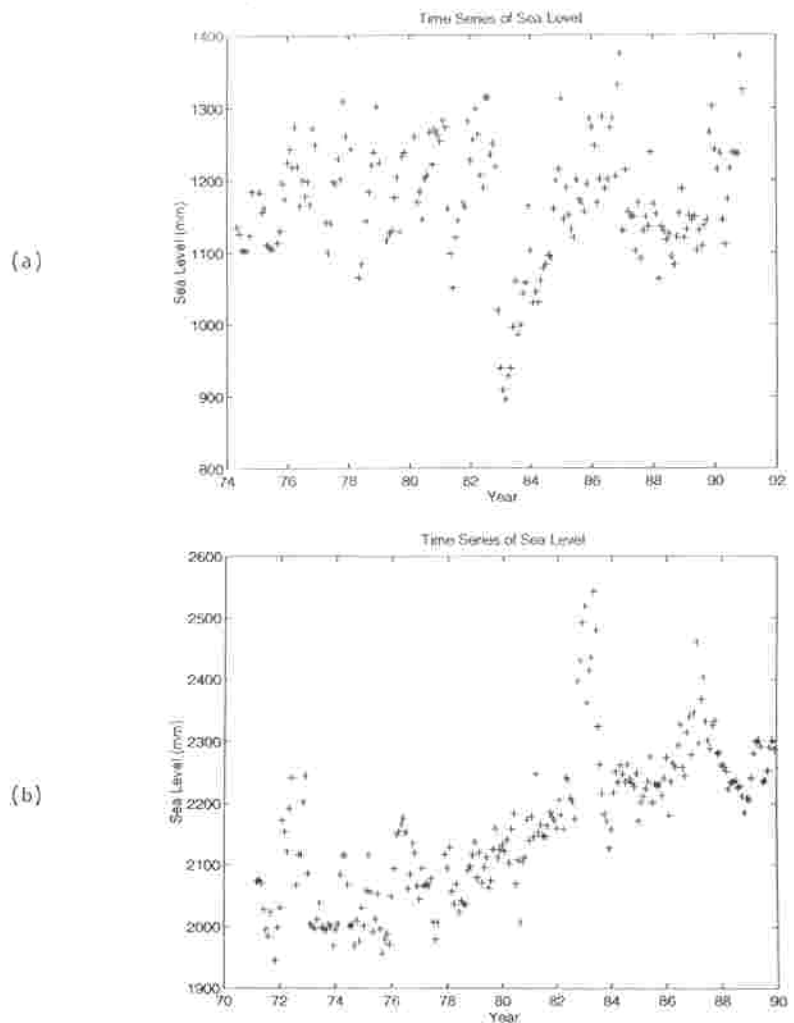 Time Series of Sea Level
1400
1300
1200
1100
1000
900
800
Sea Level (mm)
(a)
74 76 78 80 82 84 86 88 90 92
Year
Time Series of Sea Level
2600
2500
2400
2300
2200
2100
2000
1900
Sea Level (mm)
(b)
70 72 74 76 78 80 82 84 86 88 90
Year